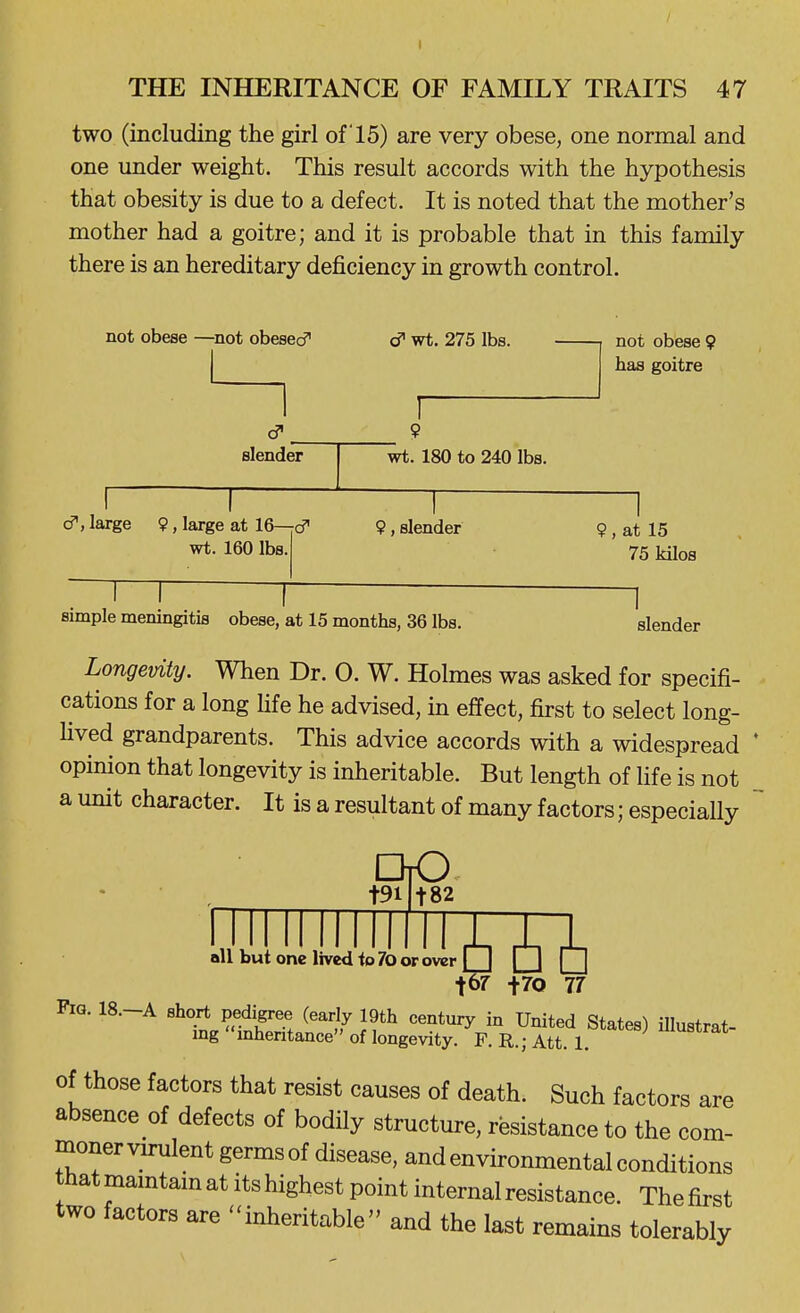 THE INHERITANCE OF FAMILY TRAITS 47
two (including the girl of 15) are very obese, one normal and
one under weight. This result accords with the hypothesis
that obesity is due to a defect. It is noted that the mother's
mother had a goitre; and it is probable that in this family
there is an hereditary deficiency in growth control.
not obese —not obese♂ ♂ wt. 275 lbs. not obese ♀
has goitre
♂ ♀
slender wt. 180 to 240 lbs.
♂, large ♀, large at 16—♂ ♀, slender ♀, at 15
wt. 160 lbs. 75 kilos
simple meningitis obese, at 15 months, 36 lbs. slender
Longevity. When Dr. O. W. Holmes was asked for specifi-
cations for a long life he advised, in effect, first to select long-
lived grandparents. This advice accords with a widespread
opinion that longevity is inheritable. But length of life is not
a unit character. It is a resultant of many factors; especially
†91 †82
all but one lived to 70 or over
†67 †70 77
Fig. 18.—A short pedigree (early 19th century in United States) illustrat-
ing "inheritance" of longevity. F. R.; Att. 1.
of those factors that resist causes of death. Such factors are
absence of defects of bodily structure, resistance to the com-
moner virulent germs of disease, and environmental conditions
that maintain at its highest point internal resistance. The first
two factors are "inheritable" and the last remains tolerably